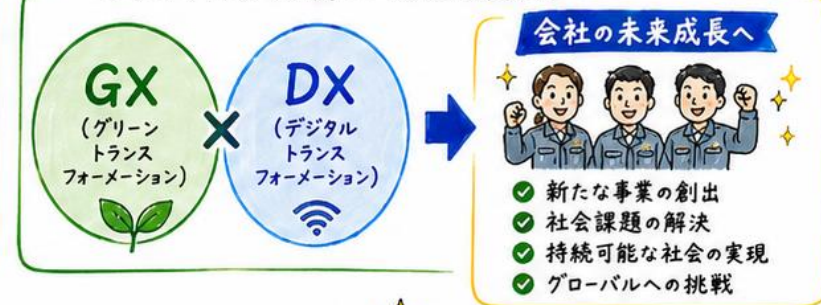 GX
(グリーン
トランス
フォーメーション)
×
DX
(デジタル
トランス
フォーメーション)
会社の未来成長へ
新たな事業の創出
社会課題の解決
持続可能な社会の実現
グローバルへの挑戦